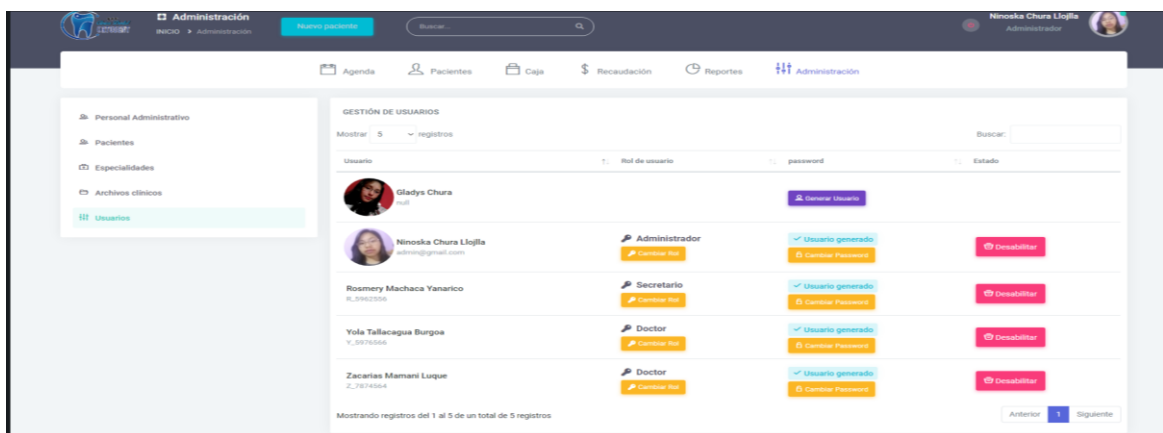 Administración
INICIO > Administración
Nuevo paciente
Buscar...
Ninoska Chura Llojlla
Administrador
Agenda
Pacientes
Caja
$ Recaudación
Reportes
Administración
Personal Administrativo
Pacientes
Especialidades
Archivos clínicos
Usuarios
GESTIÓN DE USUARIOS
Mostrar 5 registros
Buscar:
Usuario Rol de usuario password Estado
Gladys Chura
null
Generar Usuario
Ninoska Chura Llojlla
admin@gmail.com
Administrador
Cambiar Rol
Usuario generado
Cambiar Password
Desabilitar
Rosmery Machaca Yanarico
R_5962556
Secretario
Cambiar Rol
Usuario generado
Cambiar Password
Desabilitar
Yola Tallacagua Burgoa
Y_5976566
Doctor
Cambiar Rol
Usuario generado
Cambiar Password
Desabilitar
Zacarias Mamani Luque
Z_7874564
Doctor
Cambiar Rol
Usuario generado
Cambiar Password
Desabilitar
Mostrando registros del 1 al 5 de un total de 5 registros
Anterior 1 Siguiente